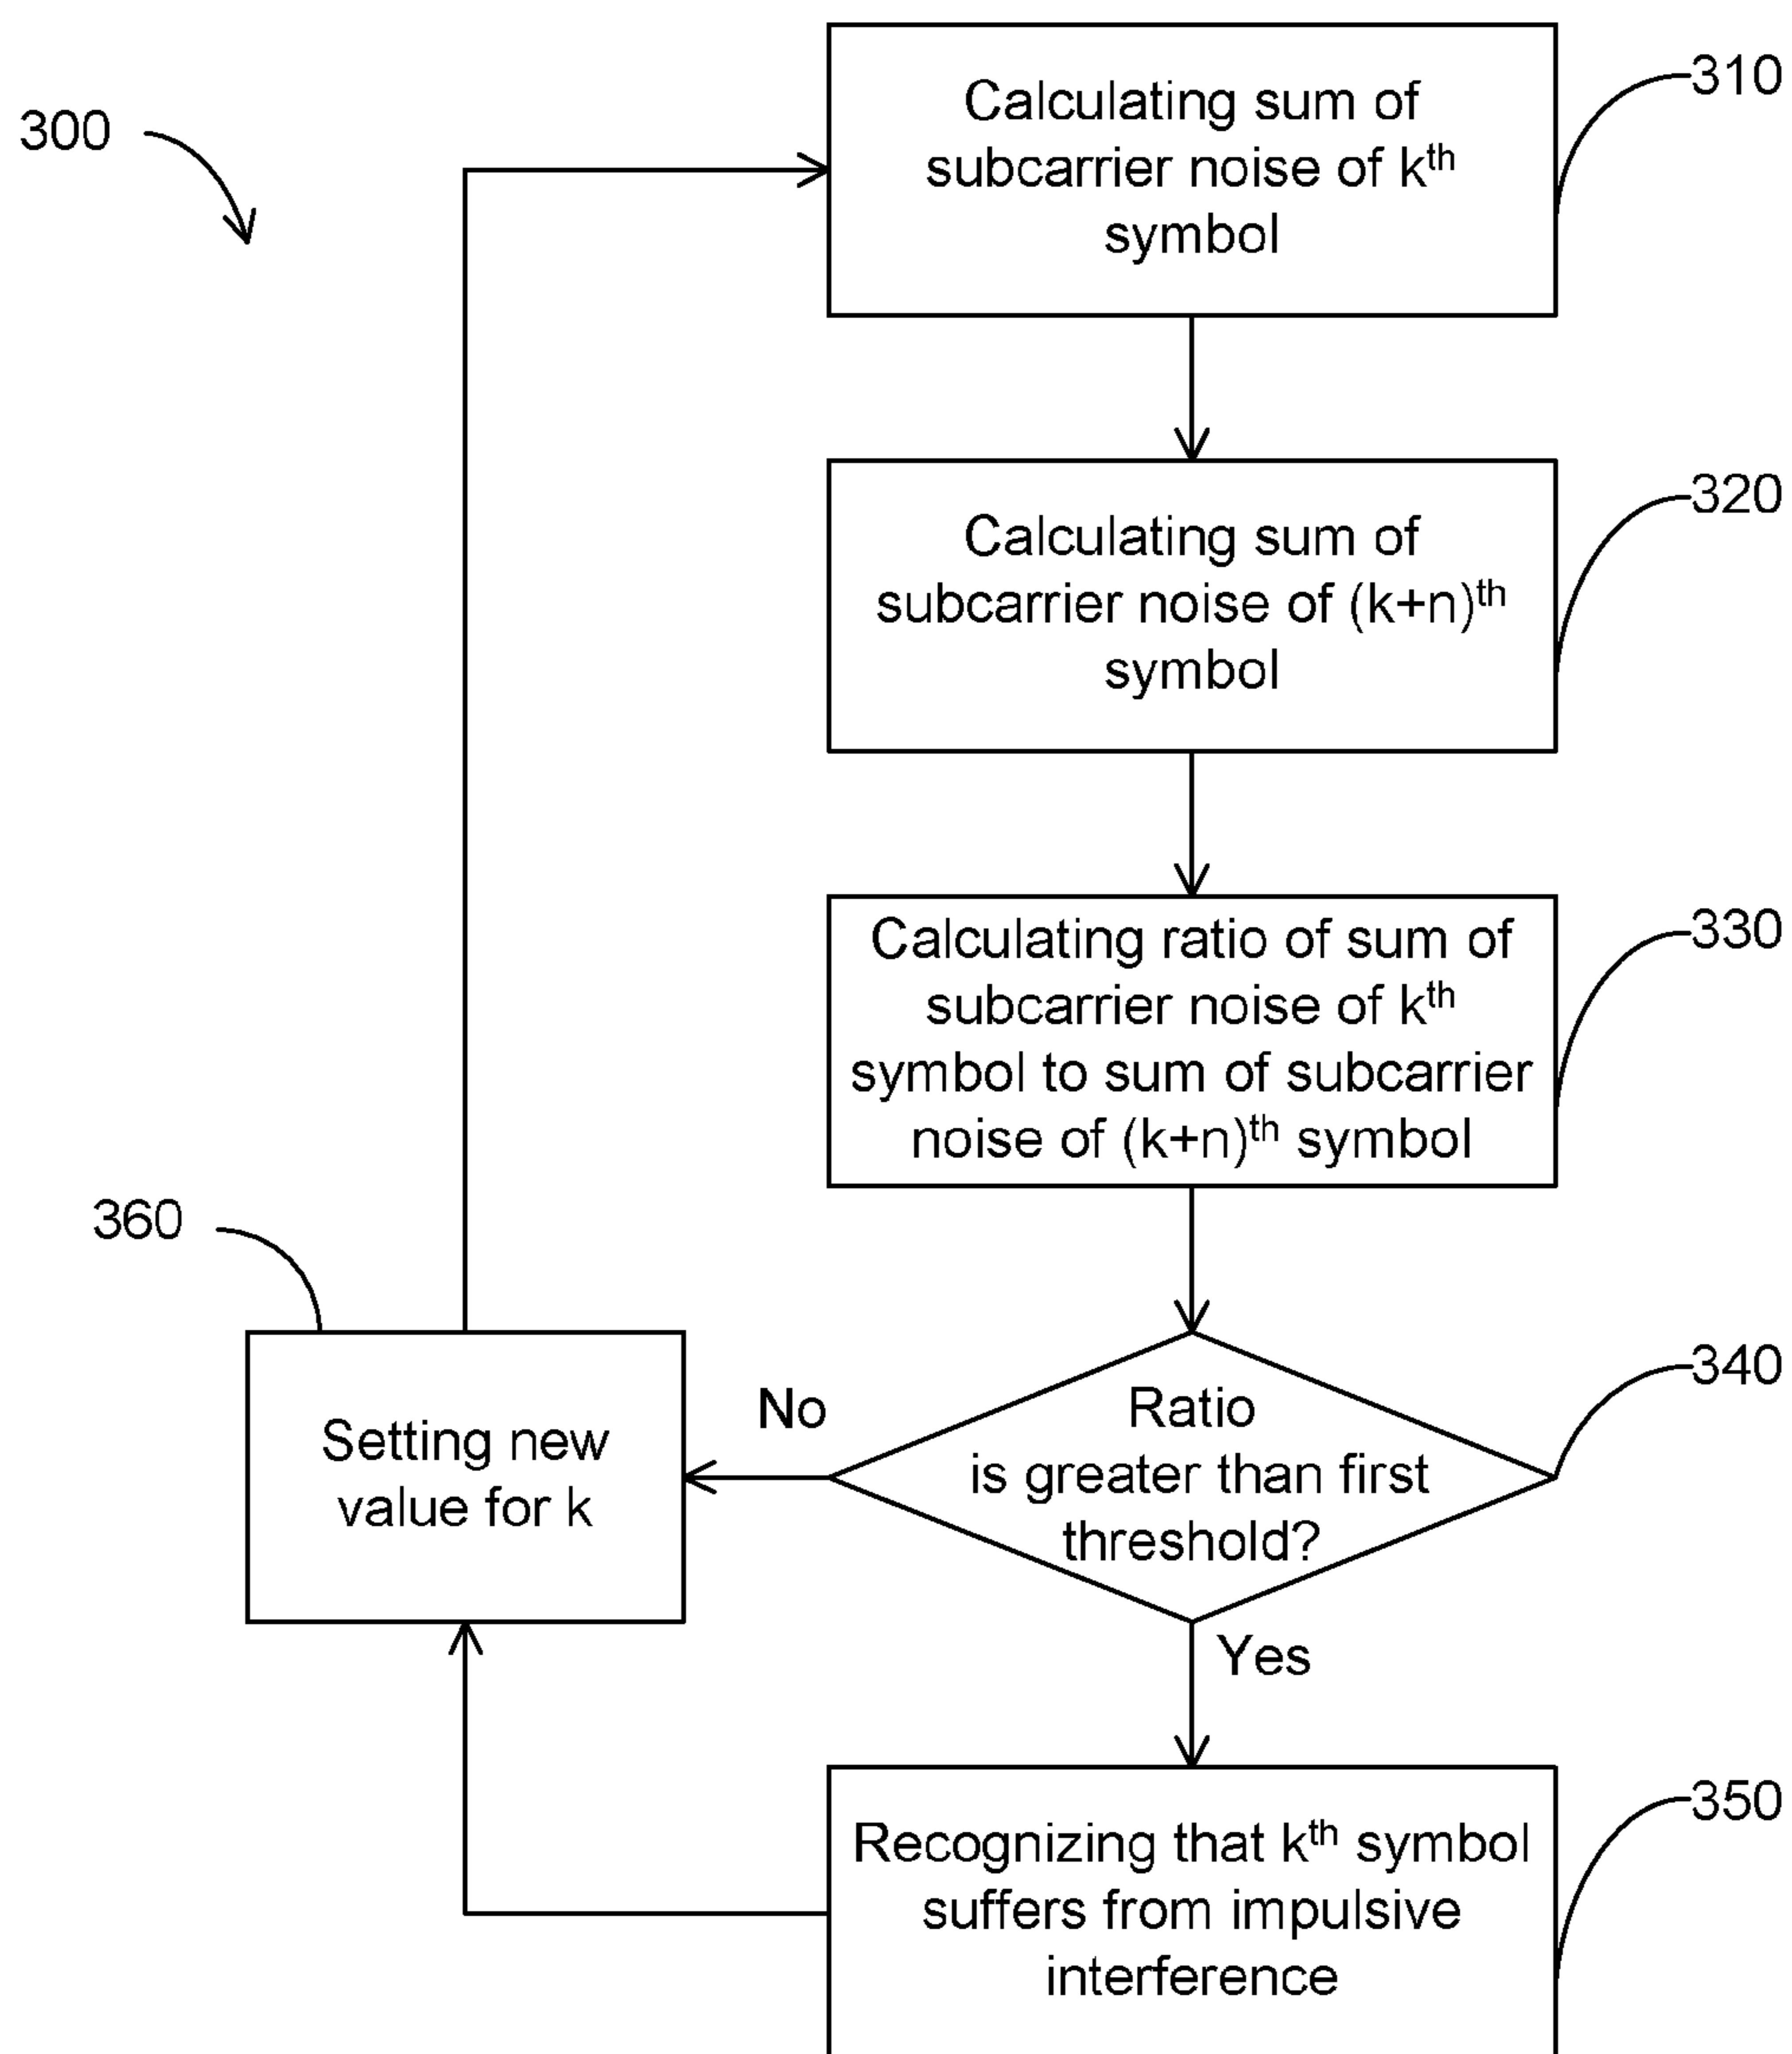 300
310
Calculating sum of
subcarrier noise of kth
symbol
320
Calculating sum of
subcarrier noise of (k+n)th
symbol
330
Calculating ratio of sum of
subcarrier noise of kth
symbol to sum of subcarrier
noise of (k+n)th symbol
360
Setting new
value for k
No
340
Ratio
is greater than first
threshold?
Yes
350
Recognizing that kth symbol
suffers from impulsive
interference